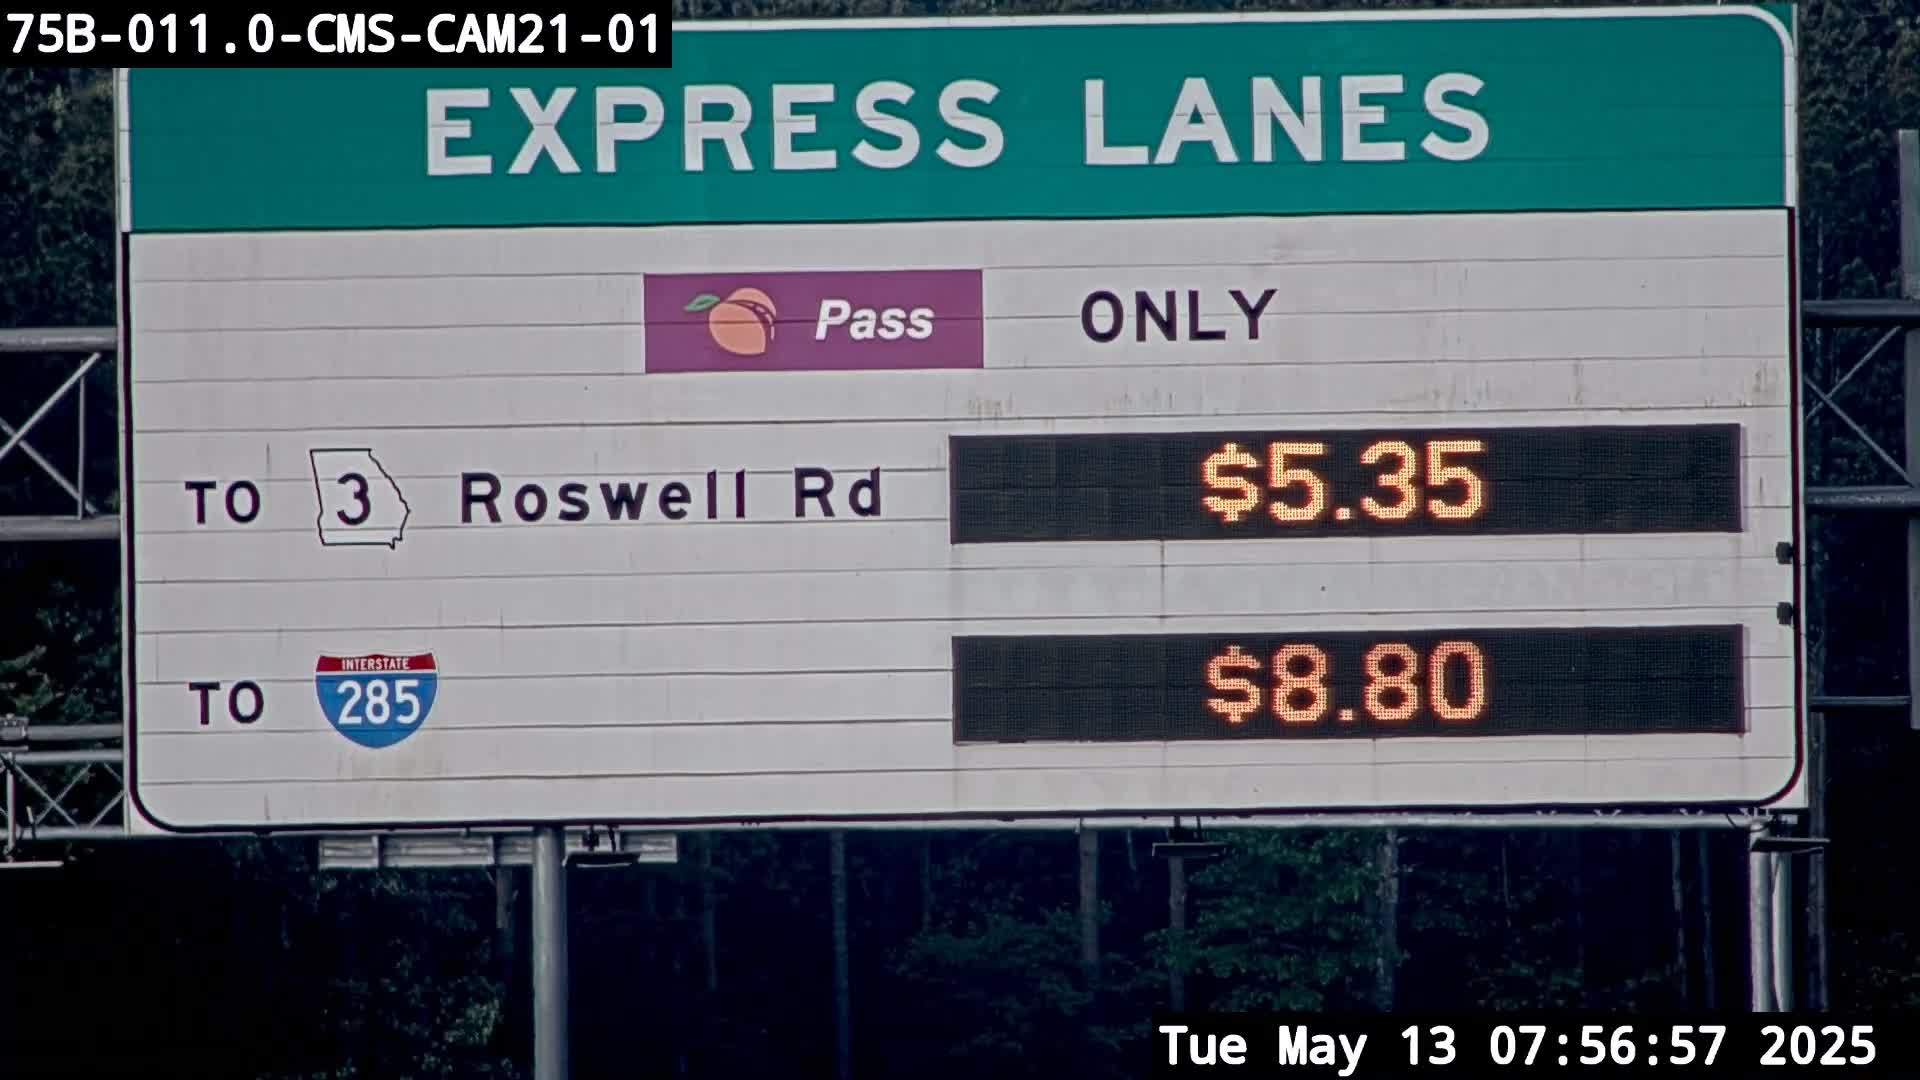 75B-011.0-CMS-CAM21-01
EXPRESS LANES
Pass ONLY
TO 3 Roswell Rd $5.35
INTERSTATE
TO 285 $8.80
Tue May 13 07:56:57 2025